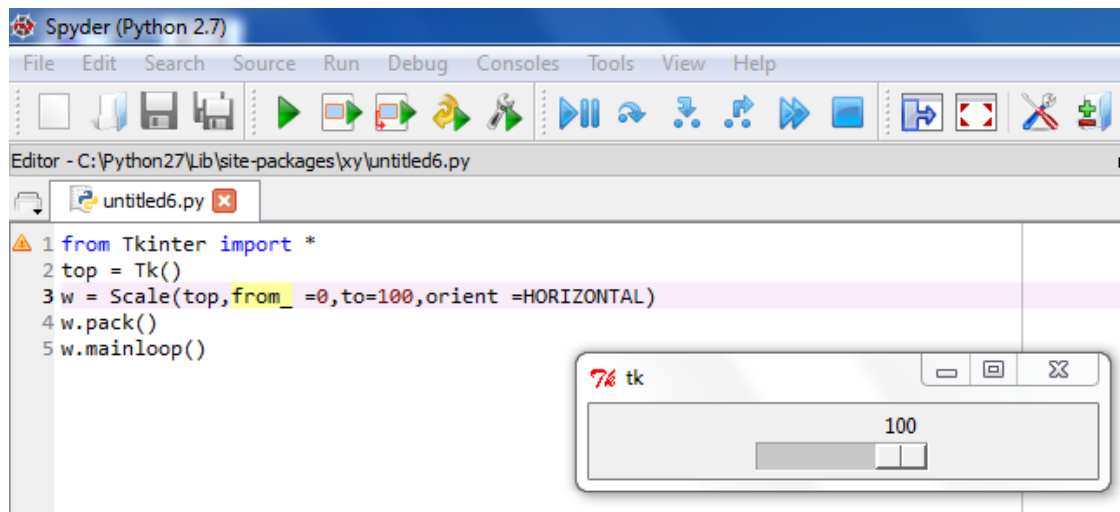 Spyder (Python 2.7)
File Edit Search Source Run Debug Consoles Tools View Help
Editor - C:\Python27\Lib\site-packages\xy\untitled6.py
untitled6.py
1 from Tkinter import *
2 top = Tk()
3 w = Scale(top,from_ =0,to=100,orient =HORIZONTAL)
4 w.pack()
5 w.mainloop()
tk
100